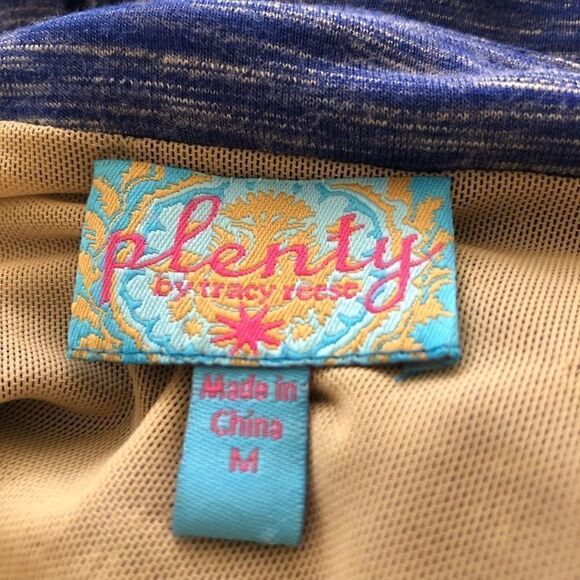 plenty
by tracy reese
Made in
China
M